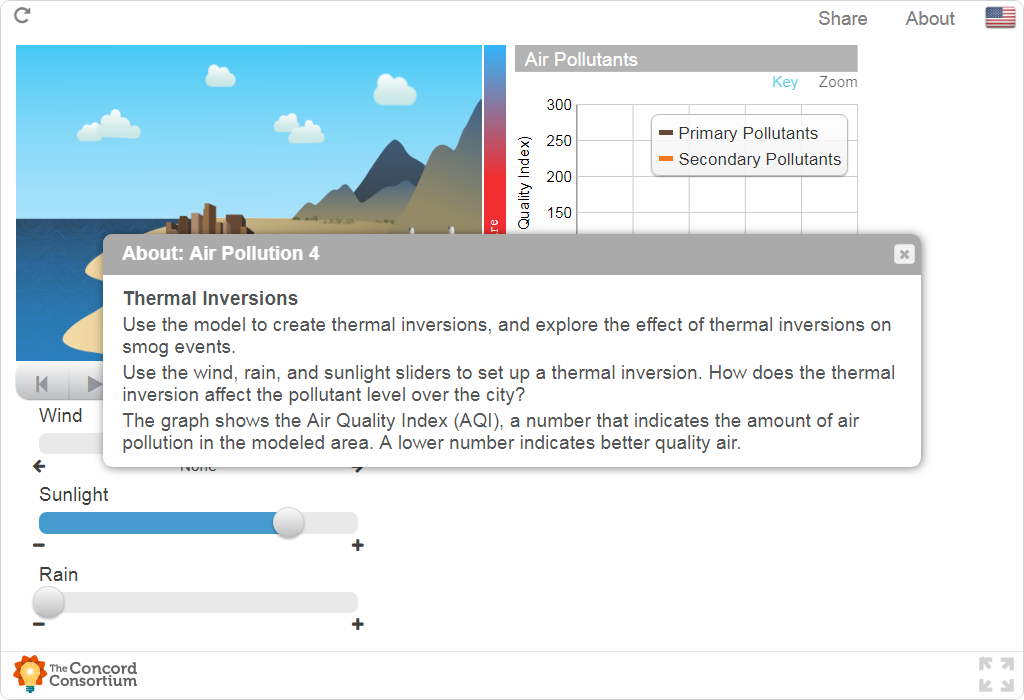 Share
About
Air Pollutants
Key
Zoom
300
250
200
150
Primary Pollutants
Secondary Pollutants
Quality Index)
re
About: Air Pollution 4
Thermal Inversions
Use the model to create thermal inversions, and explore the effect of thermal inversions on
smog events.
Use the wind, rain, and sunlight sliders to set up a thermal inversion. How does the thermal
inversion affect the pollutant level over the city?
The graph shows the Air Quality Index (AQI), a number that indicates the amount of air
pollution in the modeled area. A lower number indicates better quality air.
Wind
None
Sunlight
Rain
The Concord
Consortium